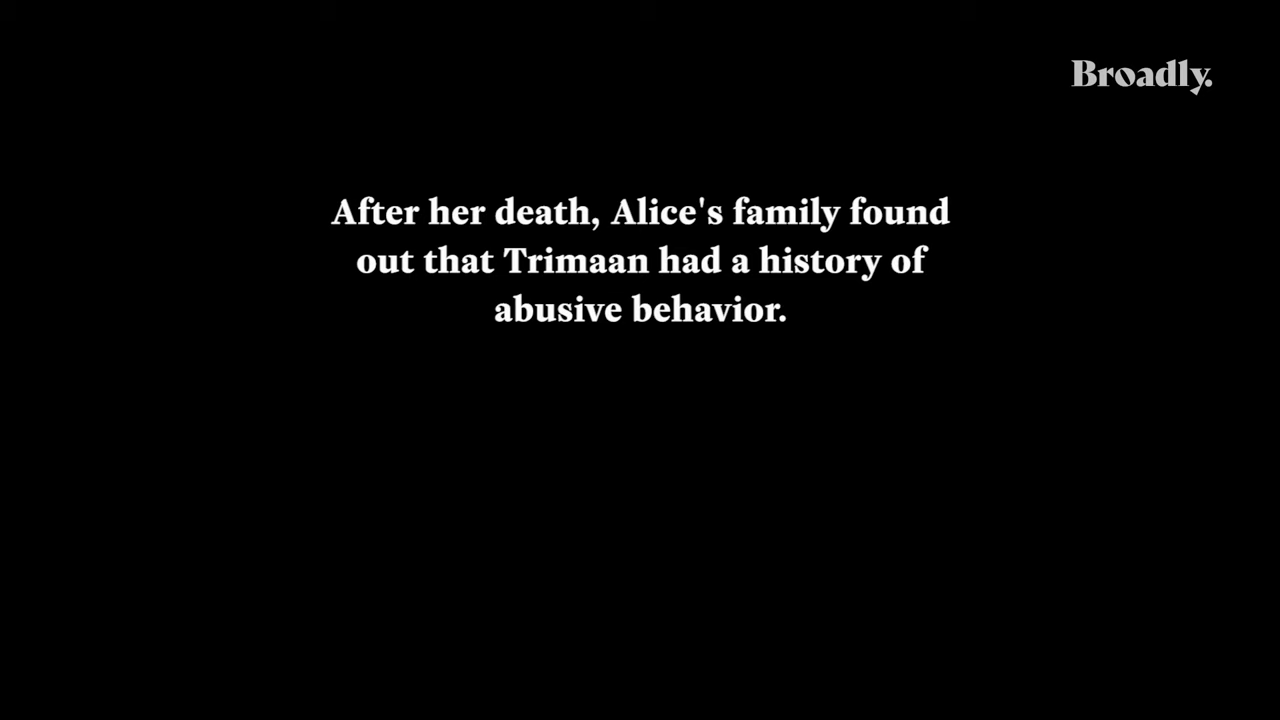 Broadly.
After her death, Alice's family found
out that Trimaan had a history of
abusive behavior.